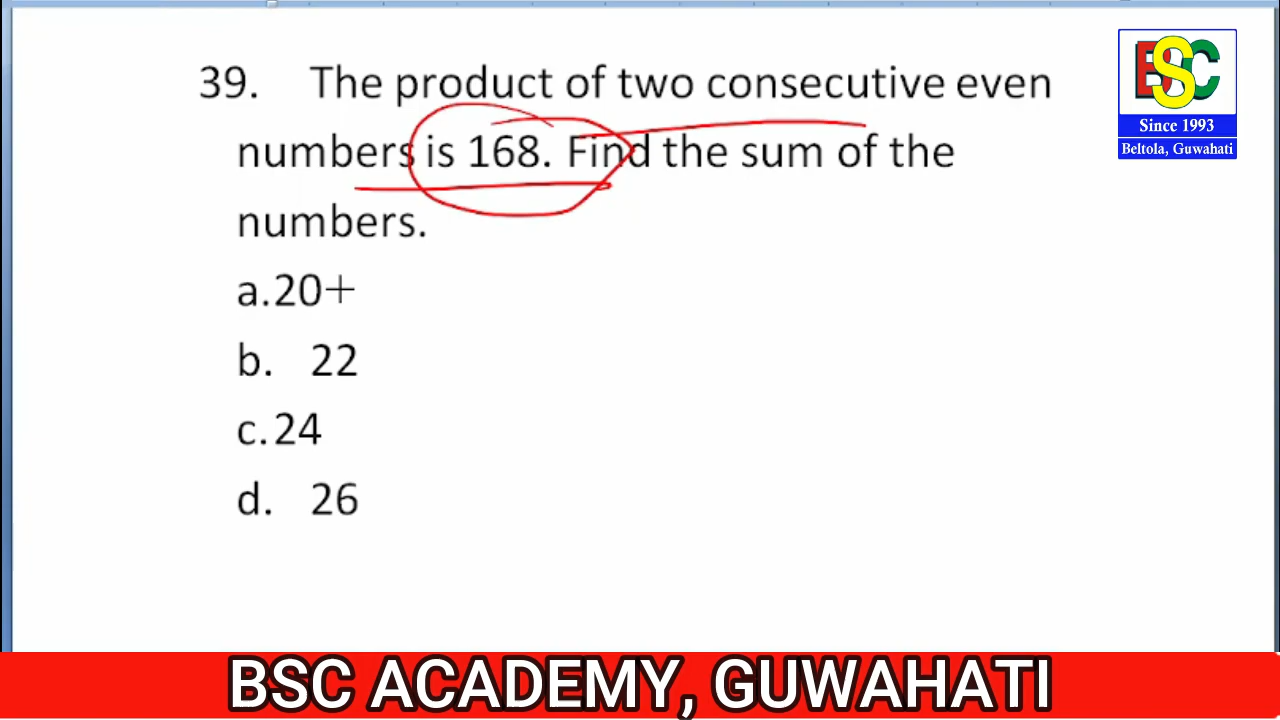 BSC
Since 1993
Beltola, Guwahati
39. The product of two consecutive even
numbers is 168. Find the sum of the
numbers.
a.20+
b. 22
c.24
d. 26
BSC ACADEMY, GUWAHATI